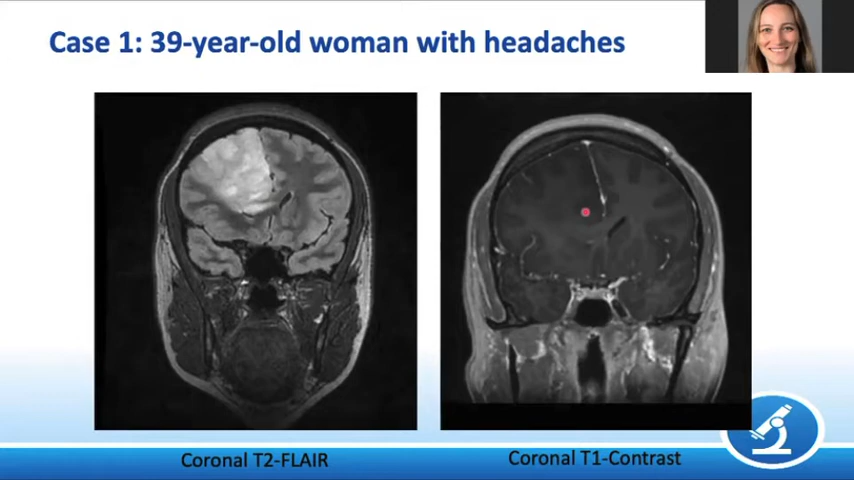 Case 1: 39-year-old woman with headaches
Coronal T2-FLAIR
Coronal T1-Contrast